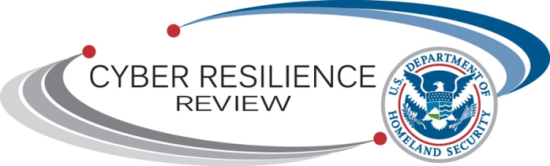 CYBER RESILIENCE
REVIEW
U.S. DEPARTMENT OF
HOMELAND SECURITY